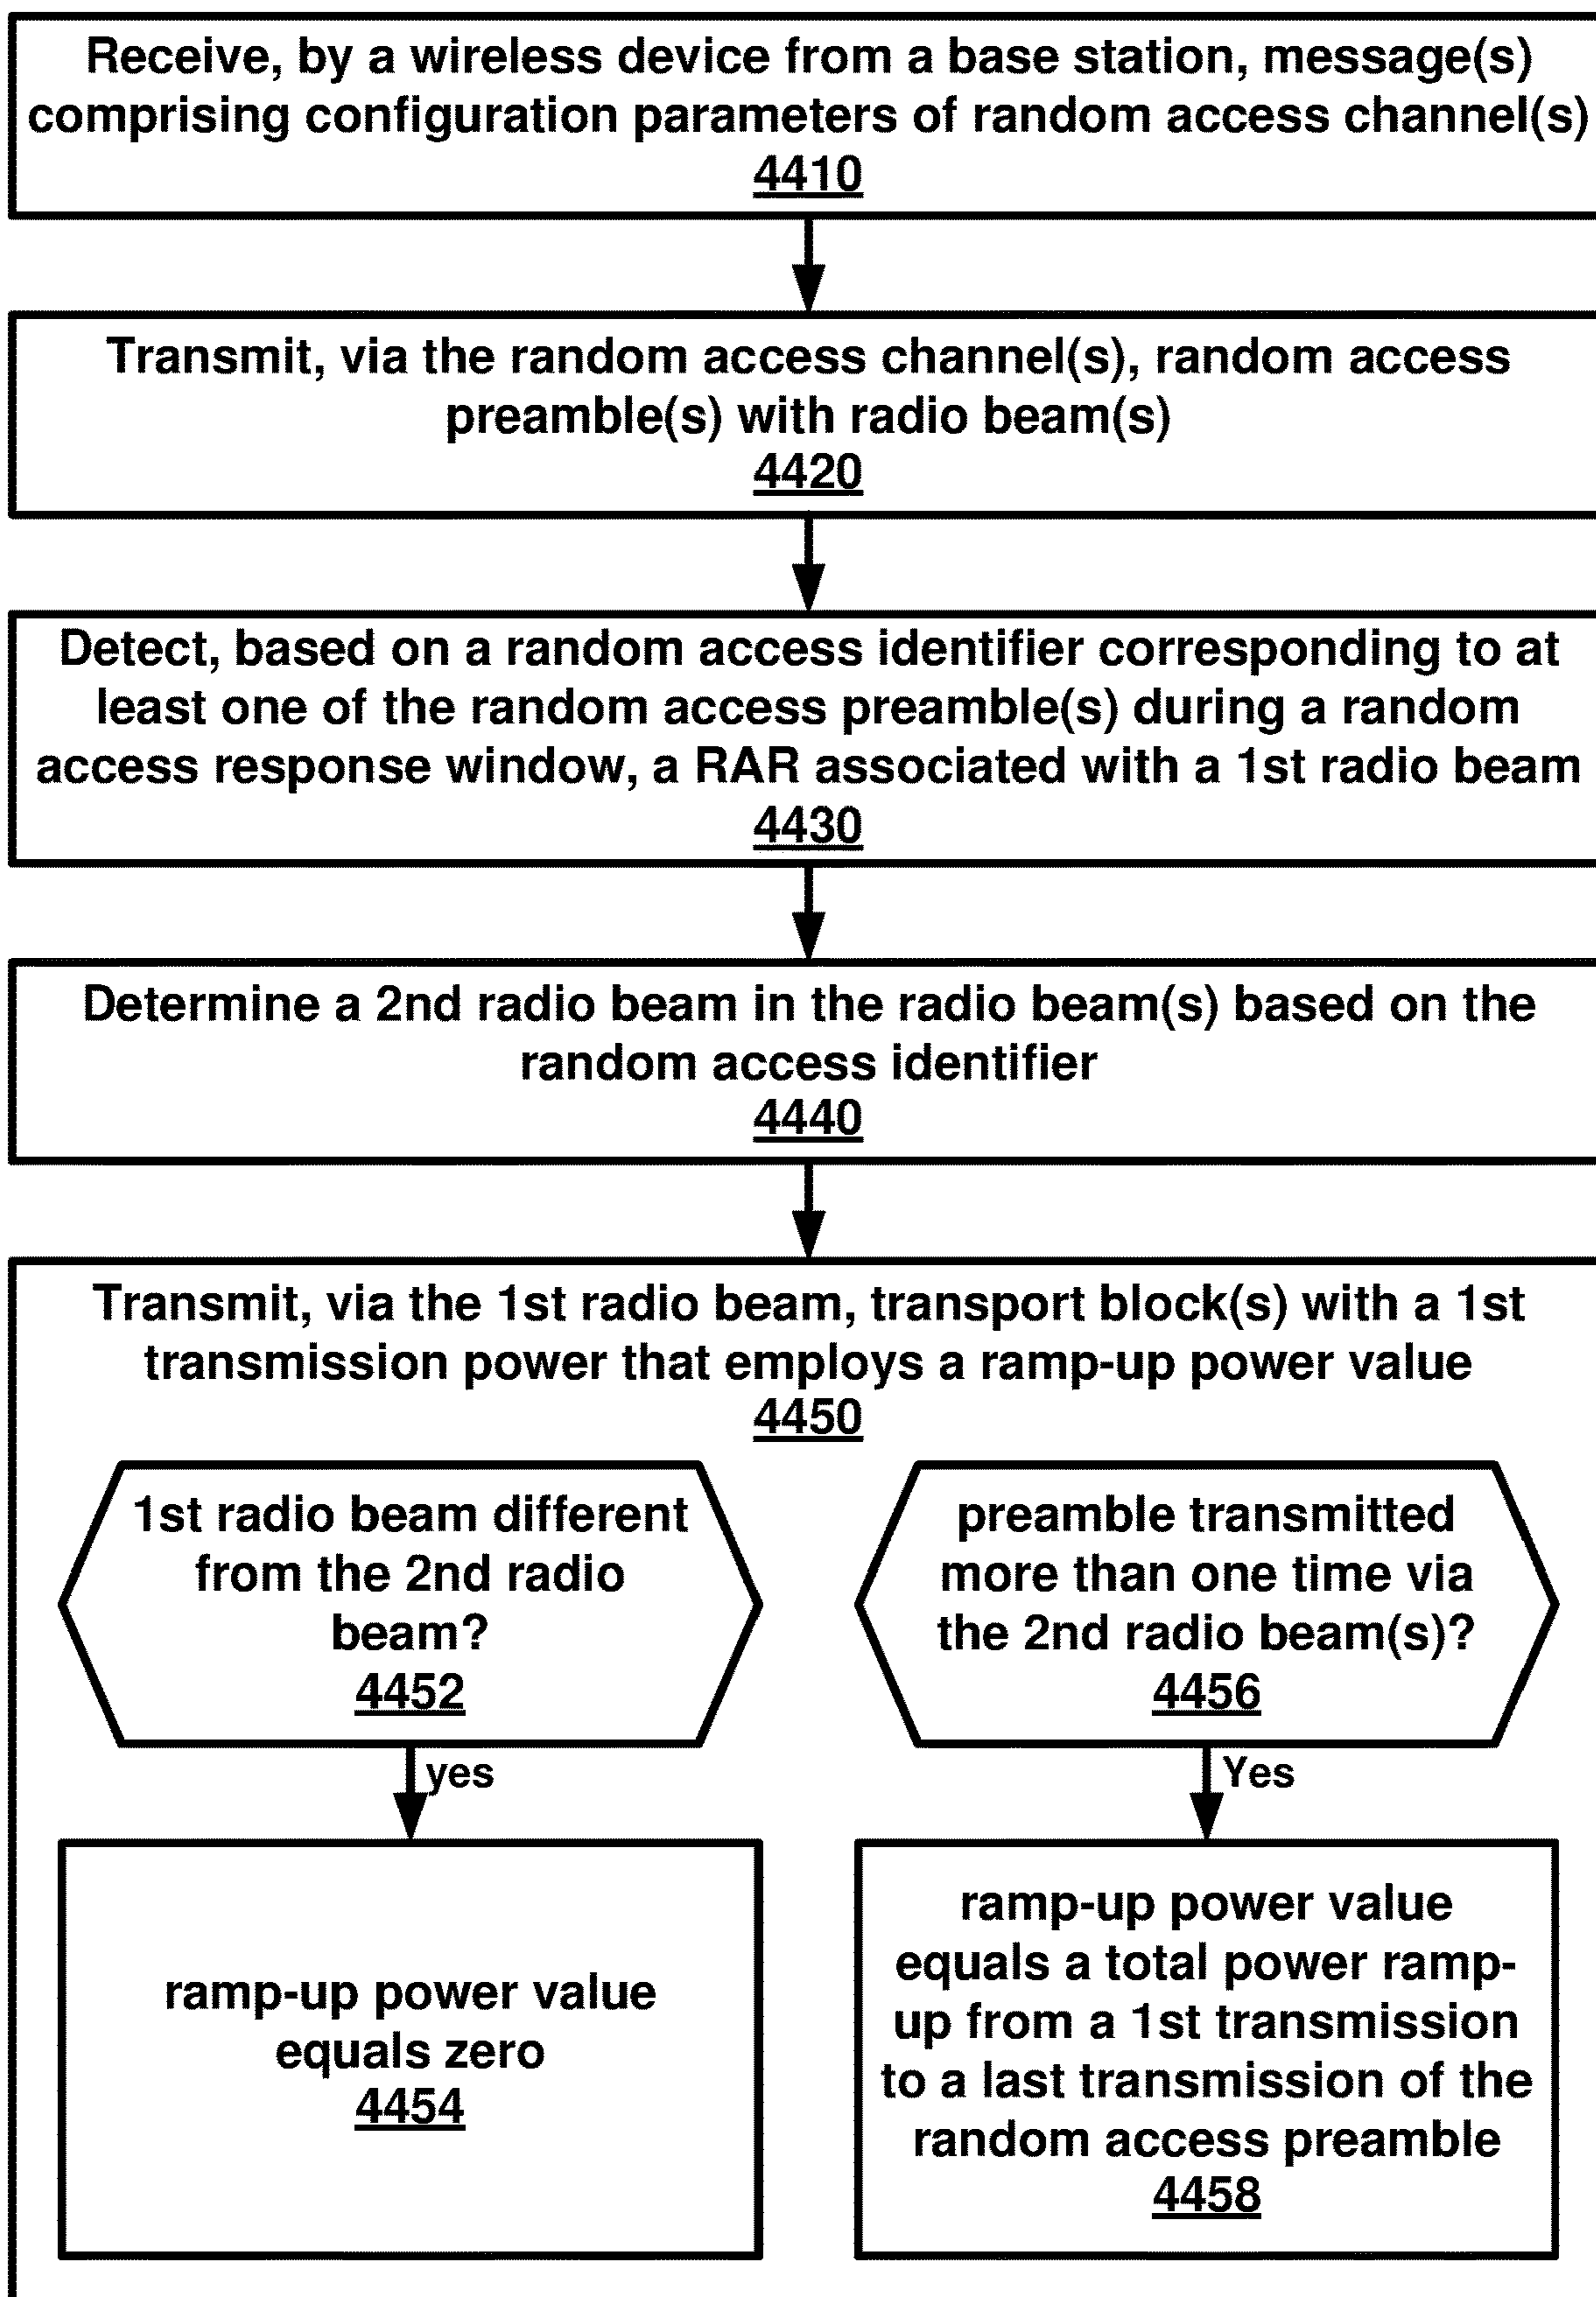 Receive, by a wireless device from a base station, message(s)
comprising configuration parameters of random access channel(s)
4410
Transmit, via the random access channel(s), random access
preamble(s) with radio beam(s)
4420
Detect, based on a random access identifier corresponding to at
least one of the random access preamble(s) during a random
access response window, a RAR associated with a 1st radio beam
4430
Determine a 2nd radio beam in the radio beam(s) based on the
random access identifier
4440
Transmit, via the 1st radio beam, transport block(s) with a 1st
transmission power that employs a ramp-up power value
4450
1st radio beam different
from the 2nd radio
beam?
4452
yes
ramp-up power value
equals zero
4454
preamble transmitted
more than one time via
the 2nd radio beam(s)?
4456
Yes
ramp-up power value
equals a total power ramp-
up from a 1st transmission
to a last transmission of the
random access preamble
4458